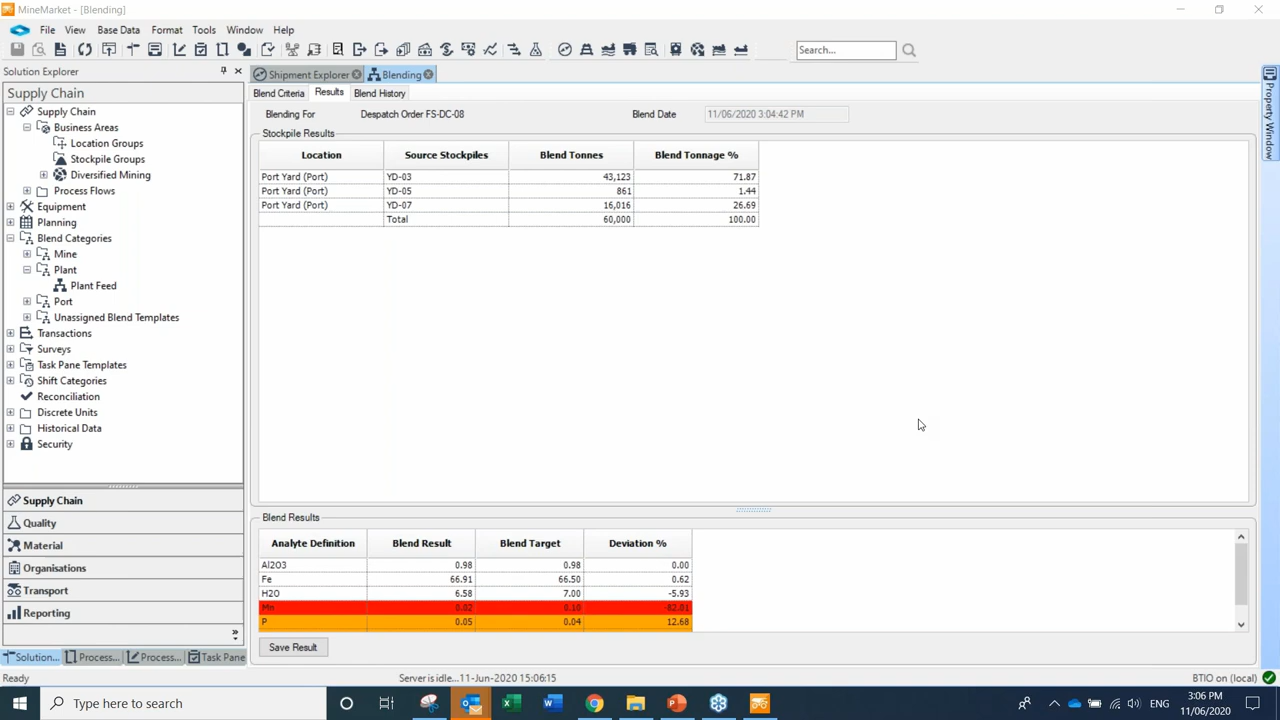 MineMarket - [Blending]
File View Base Data Format Tools Window Help
Search...
Solution Explorer
Supply Chain
Supply Chain
Business Areas
Location Groups
Stockpile Groups
Diversified Mining
Process Flows
Equipment
Planning
Blend Categories
Mine
Plant
Plant Feed
Port
Unassigned Blend Templates
Transactions
Surveys
Task Pane Templates
Shift Categories
Reconciliation
Discrete Units
Historical Data
Security
Supply Chain
Quality
Material
Organisations
Transport
Reporting
Solution... Process... Process... Task Pane
Shipment Explorer Blending
Blend Criteria Results Blend History
Blending For Despatch Order FS-DC-08 Blend Date 11/06/2020 3:04:42 PM
Stockpile Results
Location Source Stockpiles Blend Tonnes Blend Tonnage %
Port Yard (Port) YD-03 43,123 71.87
Port Yard (Port) YD-05 861 1.44
Port Yard (Port) YD-07 16,016 26.69
Total 60,000 100.00
Blend Results
Analyte Definition Blend Result Blend Target Deviation %
Al2O3 0.98 0.98 0.00
Fe 66.91 66.50 0.62
H2O 6.58 7.00 -5.93
Mn 0.02 0.10 -82.01
P 0.05 0.04 12.68
Save Result
Property Window
Ready Server is idle...11-Jun-2020 15:06:15 BTIO on (local)
Type here to search
ENG 3:06 PM
11/06/2020